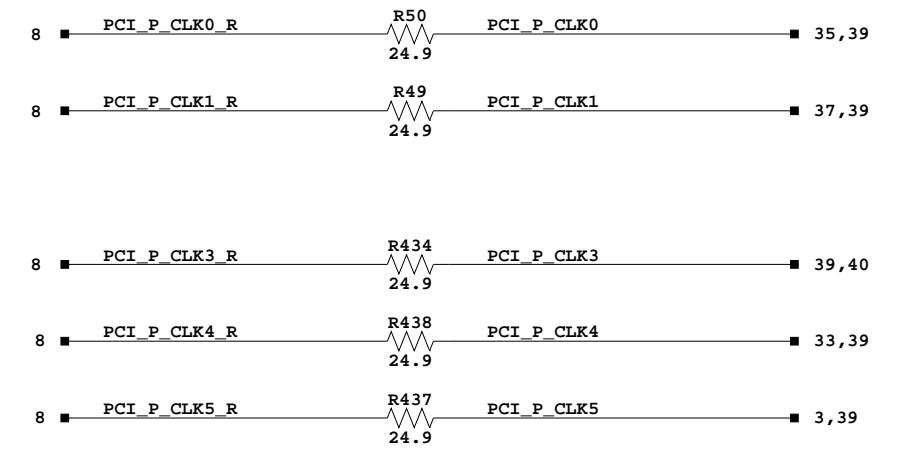 R50
8 PCI_P_CLK0_R PCI_P_CLK0 35,39
24.9
R49
8 PCI_P_CLK1_R PCI_P_CLK1 37,39
24.9
R434
8 PCI_P_CLK3_R PCI_P_CLK3 39,40
24.9
R438
8 PCI_P_CLK4_R PCI_P_CLK4 33,39
24.9
R437
8 PCI_P_CLK5_R PCI_P_CLK5 3,39
24.9